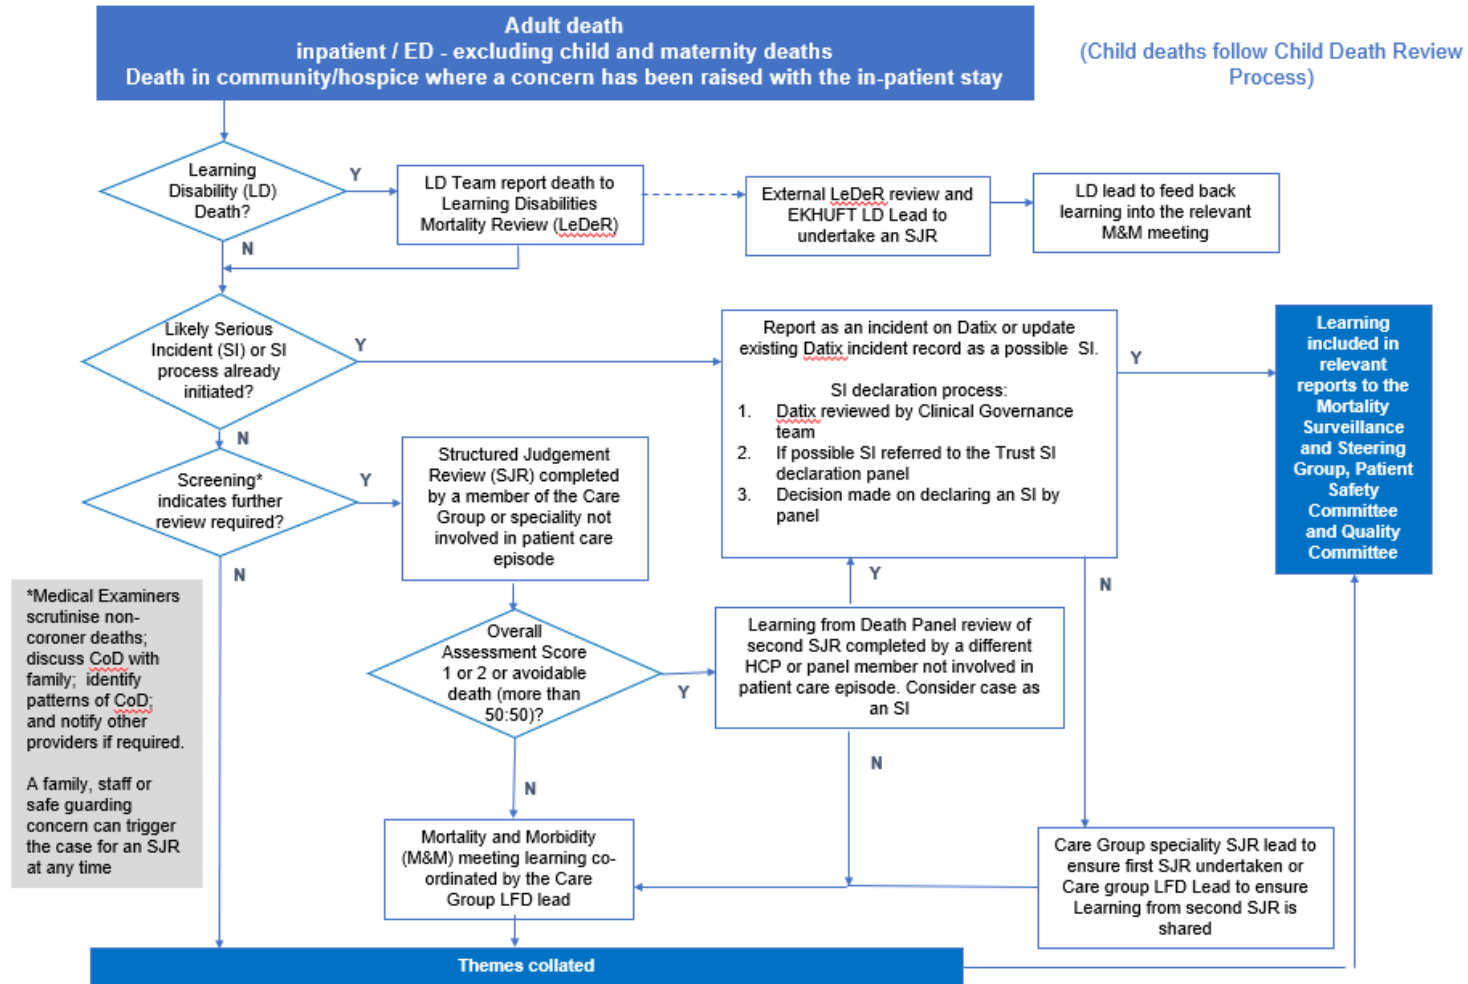 Adult death
inpatient / ED - excluding child and maternity deaths
Death in community/hospice where a concern has been raised with the in-patient stay
(Child deaths follow Child Death Review
Process)
Learning
Disability (LD)
Death?
Y
LD Team report death to
Learning Disabilities
Mortality Review (LeDeR)
External LeDeR review and
EKHUFT LD Lead to
undertake an SJR
LD lead to feed back
learning into the relevant
M&M meeting
N
Likely Serious
Incident (SI) or SI
process already
initiated?
Y
Report as an incident on Datix or update
existing Datix incident record as a possible  SI.
SI declaration process:
1. Datix reviewed by Clinical Governance
team
2. If possible SI referred to the Trust SI
declaration panel
3. Decision made on declaring an SI by
panel
Y
Learning
included in
relevant
reports to the
Mortality
Surveillance
and Steering
Group, Patient
Safety
Committee
and Quality
Committee
N
Screening*
indicates further
review required?
Y
Structured Judgement
Review (SJR) completed
by a member of the Care
Group or speciality not
involved in patient care
episode
N
*Medical Examiners
scrutinise non-
coroner deaths;
discuss CoD with
family;  identify
patterns of CoD;
and notify other
providers if required.
A family, staff or
safe guarding
concern can trigger
the case for an SJR
at any time
Overall
Assessment Score
1 or 2 or avoidable
death (more than
50:50)?
Y
Learning from Death Panel review of
second SJR completed by a different
HCP or panel member not involved in
patient care episode. Consider case as
an SI
Y
N
N
N
Mortality and Morbidity
(M&M) meeting learning co-
ordinated by the Care
Group LFD lead
Care Group speciality SJR lead to
ensure first SJR undertaken or
Care group LFD Lead to ensure
Learning from second SJR is
shared
Themes collated